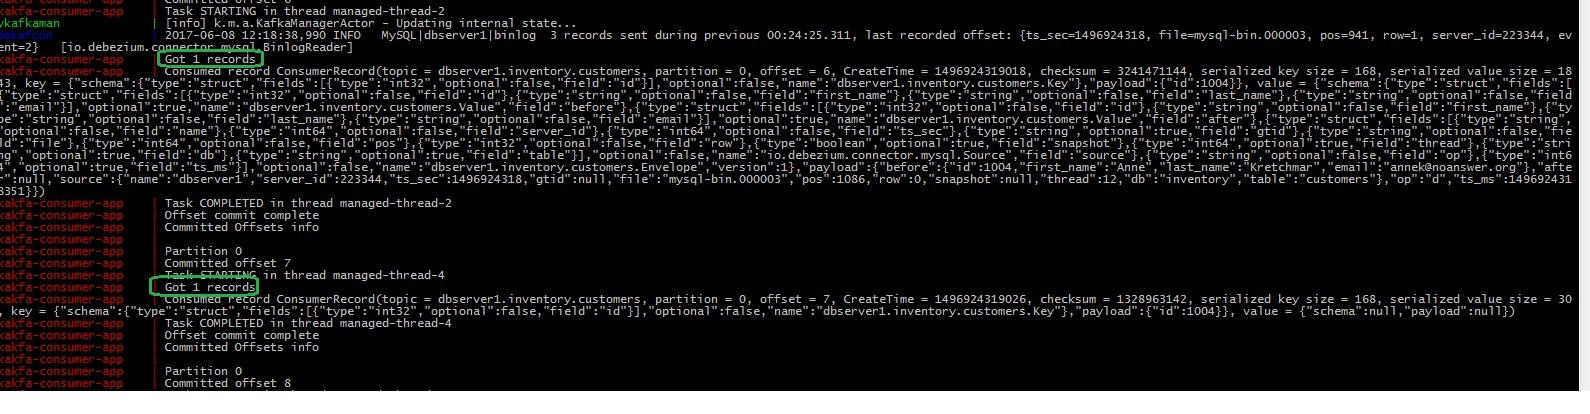 kakfa-consumer-app | Committed offset 6
kakfa-consumer-app | Task STARTING in thread managed-thread-2
ykafkaman | [info] k.m.a.KafkaManagerActor - Updating internal state...
dekafcon | 2017-06-08 12:18:38,990 INFO MySQL|dbserver1|binlog 3 records sent during previous 00:24:25.311, last recorded offset: {ts_sec=1496924318, file=mysql-bin.000003, pos=941, row=1, server_id=223344, ev
ent=2} [io.debezium.connector.mysql.BinlogReader]
kakfa-consumer-app | Got 1 records
kakfa-consumer-app | Consumed record ConsumerRecord(topic = dbserver1.inventory.customers, partition = 0, offset = 6, CreateTime = 1496924319018, checksum = 3241471144, serialized key size = 168, serialized value size = 18
43, key = {"schema":{"type":"struct","fields":[{"type":"int32","optional":false,"field":"id"}],"optional":false,"name":"dbserver1.inventory.customers.Key"},"payload":{"id":1004}}, value = {"schema":{"type":"struct","fields":[
{"type":"struct","fields":[{"type":"int32","optional":false,"field":"id"},{"type":"string","optional":false,"field":"first_name"},{"type":"string","optional":false,"field":"last_name"},{"type":"string","optional":false,"field
":"email"}],"optional":true,"name":"dbserver1.inventory.customers.Value","field":"before"},{"type":"struct","fields":[{"type":"int32","optional":false,"field":"id"},{"type":"string","optional":false,"field":"first_name"},{"ty
pe":"string","optional":false,"field":"last_name"},{"type":"string","optional":false,"field":"email"}],"optional":true,"name":"dbserver1.inventory.customers.Value","field":"after"},{"type":"struct","fields":[{"type":"string",
"optional":false,"field":"name"},{"type":"int64","optional":false,"field":"server_id"},{"type":"int64","optional":false,"field":"ts_sec"},{"type":"string","optional":true,"field":"gtid"},{"type":"string","optional":false,"fie
ld":"file"},{"type":"int64","optional":false,"field":"pos"},{"type":"int32","optional":false,"field":"row"},{"type":"boolean","optional":true,"field":"snapshot"},{"type":"int64","optional":true,"field":"thread"},{"type":"stri
ng","optional":true,"field":"db"},{"type":"string","optional":true,"field":"table"}],"optional":false,"name":"io.debezium.connector.mysql.Source","field":"source"},{"type":"string","optional":false,"field":"op"},{"type":"int6
4","optional":true,"field":"ts_ms"}],"optional":false,"name":"dbserver1.inventory.customers.Envelope","version":1},"payload":{"before":{"id":1004,"first_name":"Anne","last_name":"Kretchmar","email":"annek@noanswer.org"},"afte
r":null,"source":{"name":"dbserver1","server_id":223344,"ts_sec":1496924318,"gtid":null,"file":"mysql-bin.000003","pos":1086,"row":0,"snapshot":null,"thread":12,"db":"inventory","table":"customers"},"op":"d","ts_ms":149692431
8351}})
kakfa-consumer-app | Task COMPLETED in thread managed-thread-2
kakfa-consumer-app | Offset commit complete
kakfa-consumer-app | Committed Offsets info
kakfa-consumer-app |
kakfa-consumer-app | Partition 0
kakfa-consumer-app | Committed offset 7
kakfa-consumer-app | Task STARTING in thread managed-thread-4
kakfa-consumer-app | Got 1 records
kakfa-consumer-app | Consumed record ConsumerRecord(topic = dbserver1.inventory.customers, partition = 0, offset = 7, CreateTime = 1496924319026, checksum = 1328963142, serialized key size = 168, serialized value size = 30
, key = {"schema":{"type":"struct","fields":[{"type":"int32","optional":false,"field":"id"}],"optional":false,"name":"dbserver1.inventory.customers.Key"},"payload":{"id":1004}}, value = {"schema":null,"payload":null})
kakfa-consumer-app | Task COMPLETED in thread managed-thread-4
kakfa-consumer-app | Offset commit complete
kakfa-consumer-app | Committed Offsets info
kakfa-consumer-app |
kakfa-consumer-app | Partition 0
kakfa-consumer-app | Committed offset 8